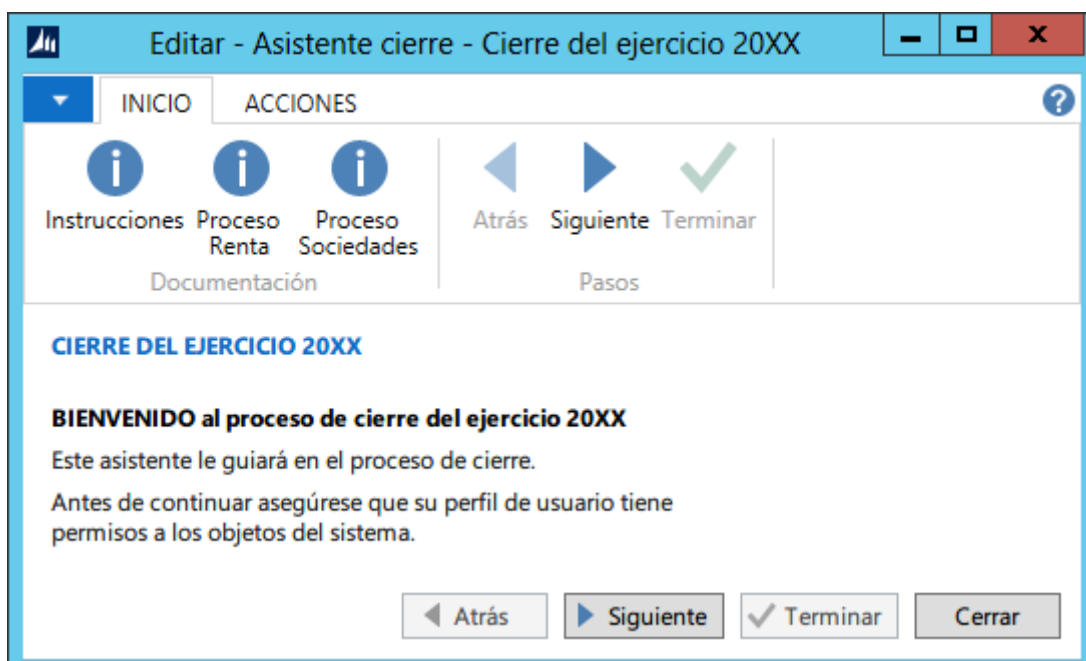 Editar - Asistente cierre - Cierre del ejercicio 20XX
INICIO ACCIONES
Instrucciones Proceso Renta Proceso Sociedades Atrás Siguiente Terminar
Documentación Pasos
CIERRE DEL EJERCICIO 20XX
BIENVENIDO al proceso de cierre del ejercicio 20XX
Este asistente le guiará en el proceso de cierre.
Antes de continuar asegúrese que su perfil de usuario tiene
permisos a los objetos del sistema.
Atrás Siguiente Terminar Cerrar